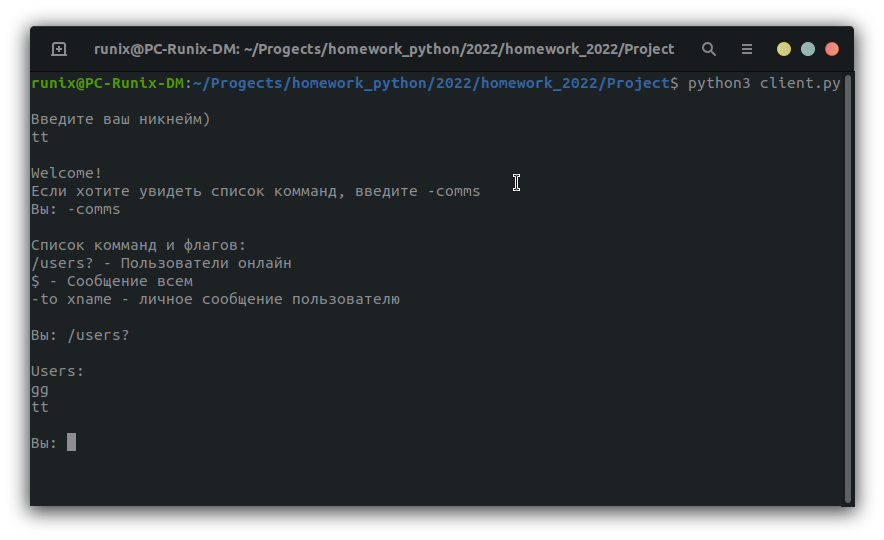 runix@PC-Runix-DM: ~/Progects/homework_python/2022/homework_2022/Project
runix@PC-Runix-DM:~/Progects/homework_python/2022/homework_2022/Project$ python3 client.py
Введите ваш никнейм)
tt
Welcome!
Если хотите увидеть список комманд, введите -comms
Вы: -comms
Список комманд и флагов:
/users? - Пользователи онлайн
$ - Сообщение всем
-to xname - личное сообщение пользователю
Вы: /users?
Users:
gg
tt
Вы: